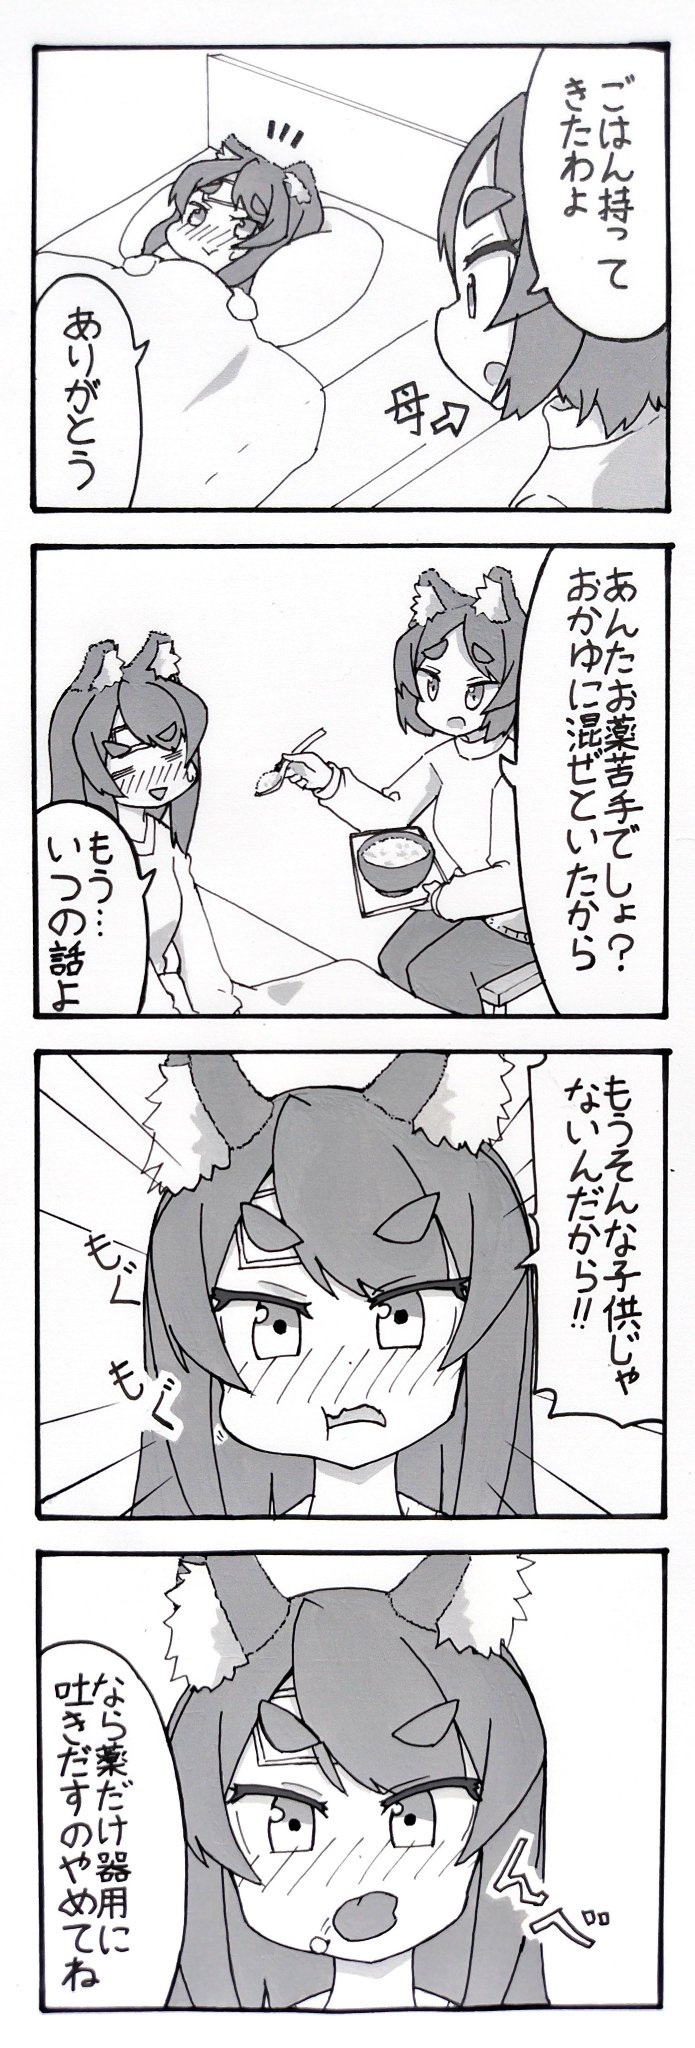 ごはん持って
きたわよ
母
ありがとう
あんたお薬苦手でしょ?
おかゆに混ぜといたから
もう…
いつの話よ
もうそんな子供じゃ
ないんだから!!
もぐ
もぐ
なら薬だけ器用に
吐きだすのやめてね
んべ